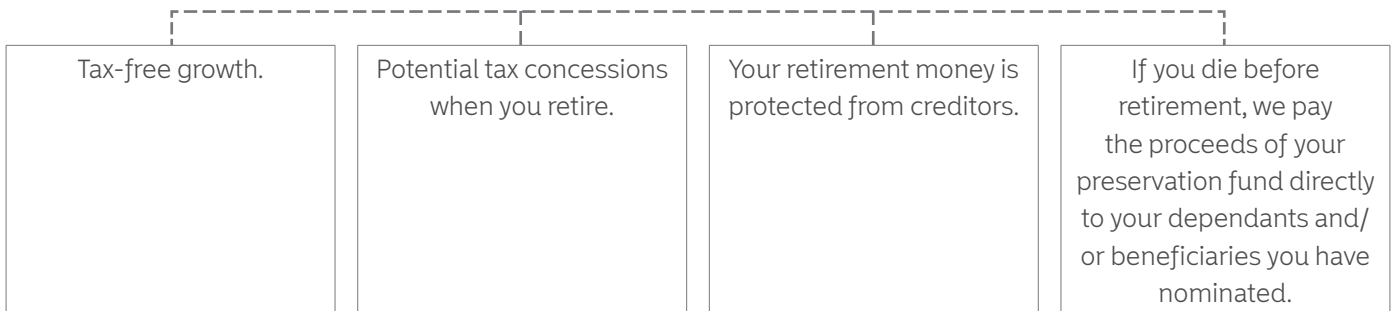 Tax-free growth.
Potential tax concessions
when you retire.
Your retirement money is
protected from creditors.
If you die before
retirement, we pay
the proceeds of your
preservation fund directly
to your dependants and/
or beneficiaries you have
nominated.